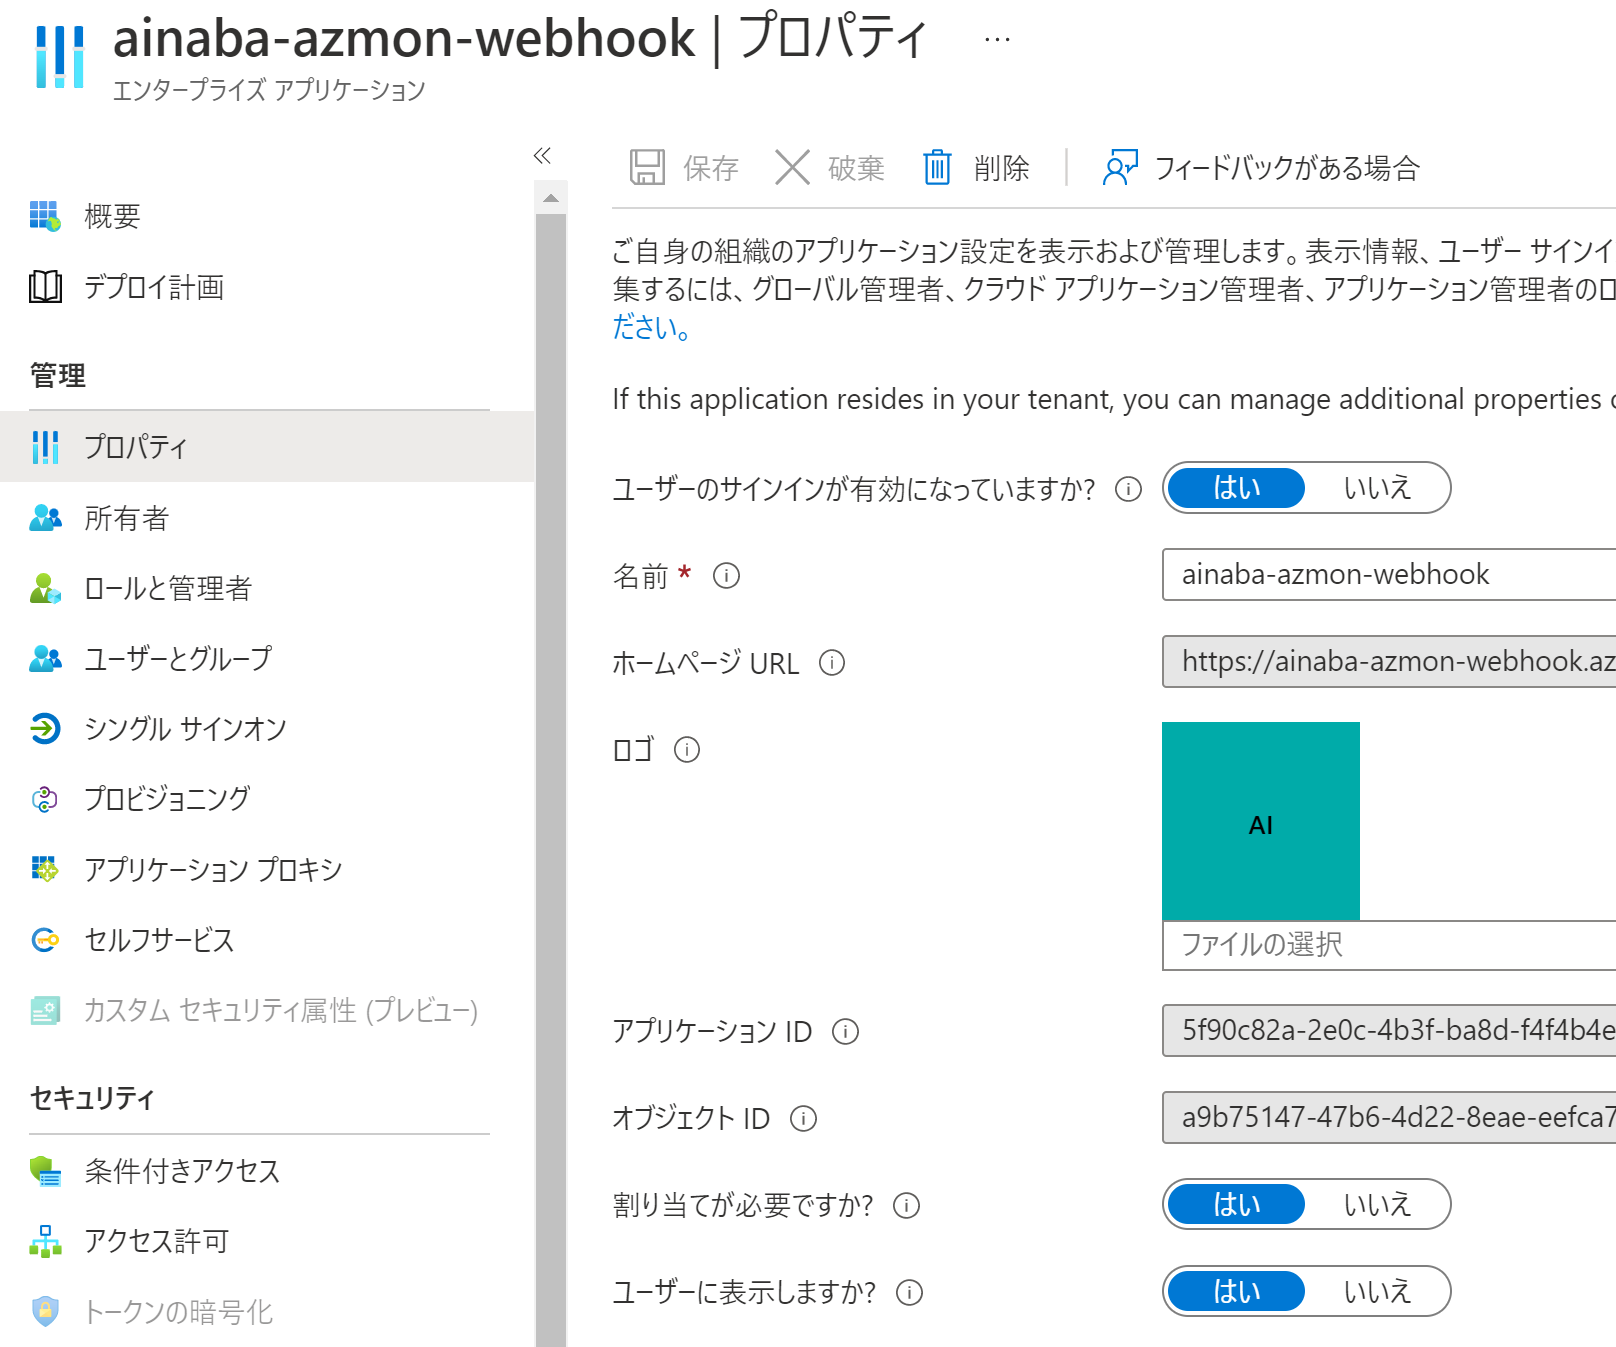 ainaba-azmon-webhook | プロパティ …
エンタープライズ アプリケーション
概要
デプロイ計画
管理
プロパティ
所有者
ロールと管理者
ユーザーとグループ
シングル サインオン
プロビジョニング
アプリケーション プロキシ
セルフサービス
カスタム セキュリティ属性 (プレビュー)
セキュリティ
条件付きアクセス
アクセス許可
トークンの暗号化
保存 破棄 削除 フィードバックがある場合
ご自身の組織のアプリケーション設定を表示および管理します。表示情報、ユーザー サインイ
集するには、グローバル管理者、クラウド アプリケーション管理者、アプリケーション管理者のロ
ださい。
If this application resides in your tenant, you can manage additional properties
ユーザーのサインインが有効になっていますか? はい いいえ
名前 * ainaba-azmon-webhook
ホームページ URL https://ainaba-azmon-webhook.az
ロゴ
AI
ファイルの選択
アプリケーション ID 5f90c82a-2e0c-4b3f-ba8d-f4f4b4e
オブジェクト ID a9b75147-47b6-4d22-8eae-eefca7
割り当てが必要ですか? はい いいえ
ユーザーに表示しますか? はい いいえ